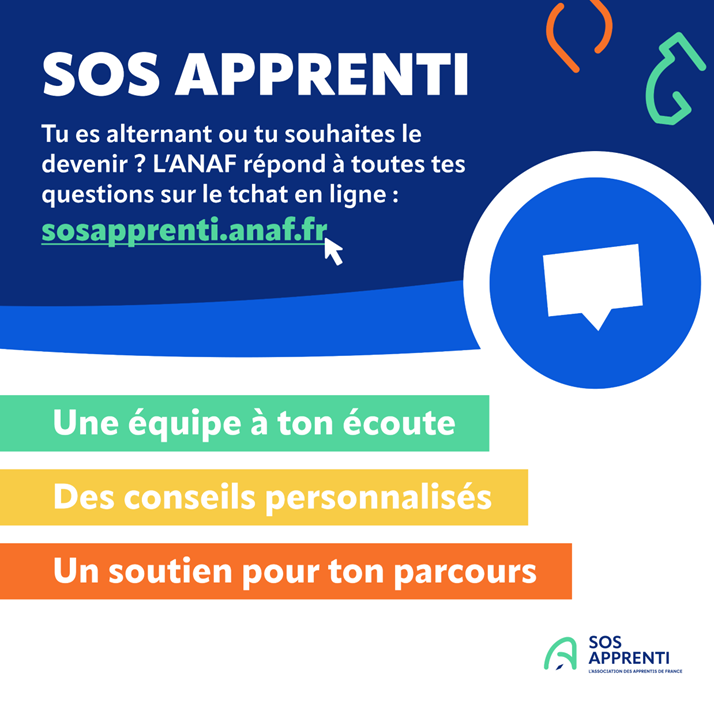 SOS APPRENTI
Tu es alternant ou tu souhaites le
devenir ? L'ANAF répond à toutes tes
questions sur le tchat en ligne :
sosapprenti.anaf.fr
Une équipe à ton écoute
Des conseils personnalisés
Un soutien pour ton parcours
SOS
APPRENTI
L'ASSOCIATION DES APPRENTIS DE FRANCE